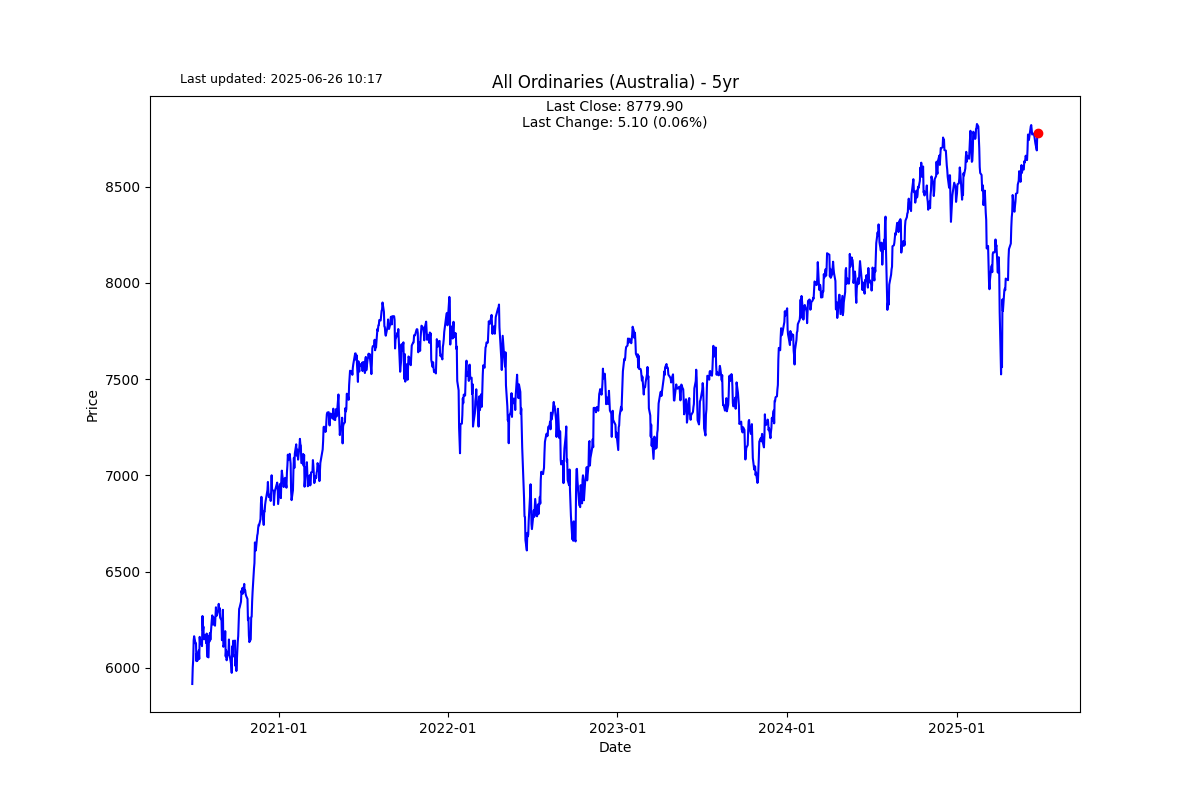 Last updated: 2025-06-26 10:17
All Ordinaries (Australia) - 5yr
Last Close: 8779.90
Last Change: 5.10 (0.06%)
Price
8500
8000
7500
7000
6500
6000
2021-01
2022-01
2023-01
2024-01
2025-01
Date